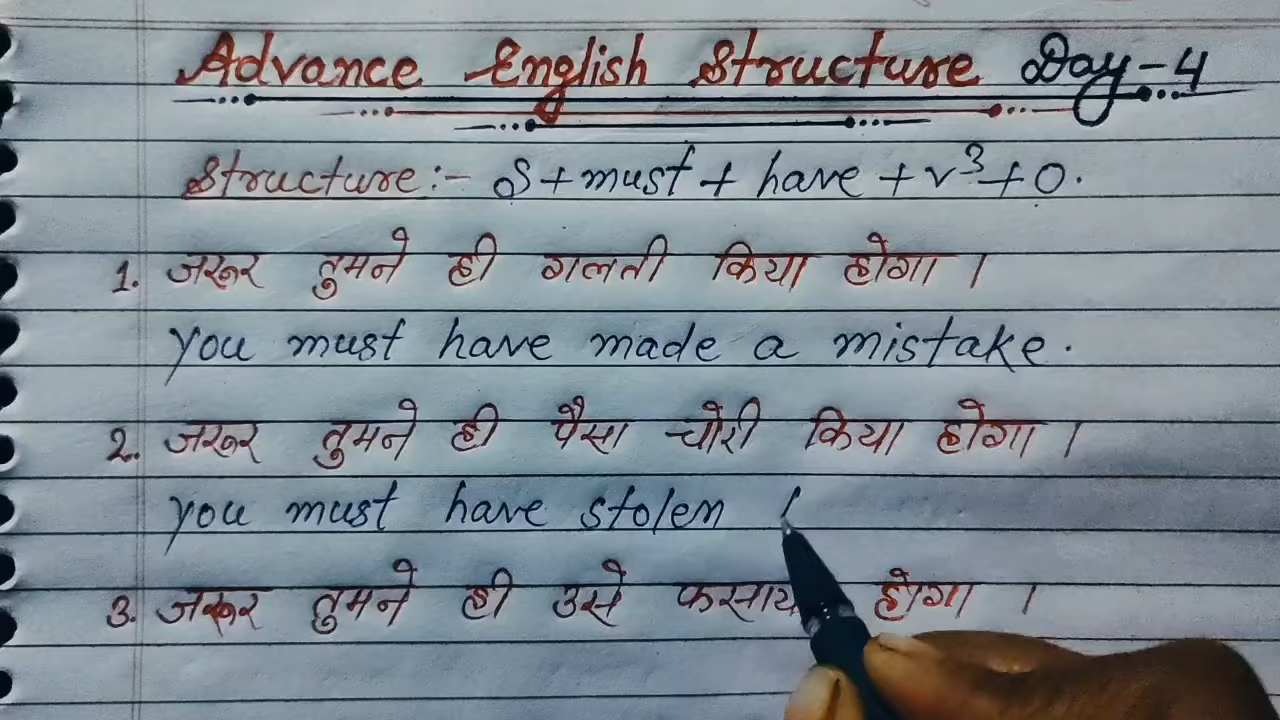 Advance English Structure Day-4
Structure:- S+must+have+v³+O.
1. जरूर तुमने ही गलती किया होगा।
you must have made a mistake.
2. जरूर तुमने ही पैसा चोरी किया होगा।
you must have stolen
3. जरूर तुमने ही उसे होगा।